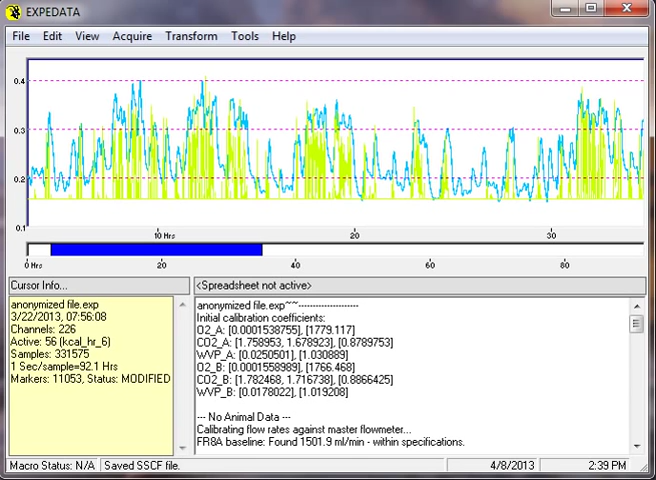 EXPEDATA
File Edit View Acquire Transform Tools Help
0.4
0.3
0.2
0.1
10 Hrs 20 30
0 Hrs 20 40 60 80
Cursor Info...
<Spreadsheet not active>
anonymized file.exp
3/22/2013, 07:56:08
Channels: 226
Active: 56 (kcal_hr_6)
Samples: 331575
1 Sec/sample=92.1 Hrs
Markers: 11053, Status: MODIFIED
anonymized file.exp~~--------------------
Initial calibration coefficients:
O2_A: [0.0001538755], [1779.117]
CO2_A: [1.758953, 1.678923], [0.8789753]
WVP_A: [0.0250501], [1.030889]
O2_B: [0.0001558989], [1766.468]
CO2_B: [1.782468, 1.716738], [0.8866425]
WVP_B: [0.0178022], [1.019208]
--- No Animal Data ---
Calibrating flow rates against master flowmeter...
FR8A baseline: Found 1501.9 ml/min - within specifications.
Macro Status: N/A Saved SSCF file. 4/8/2013 2:39 PM